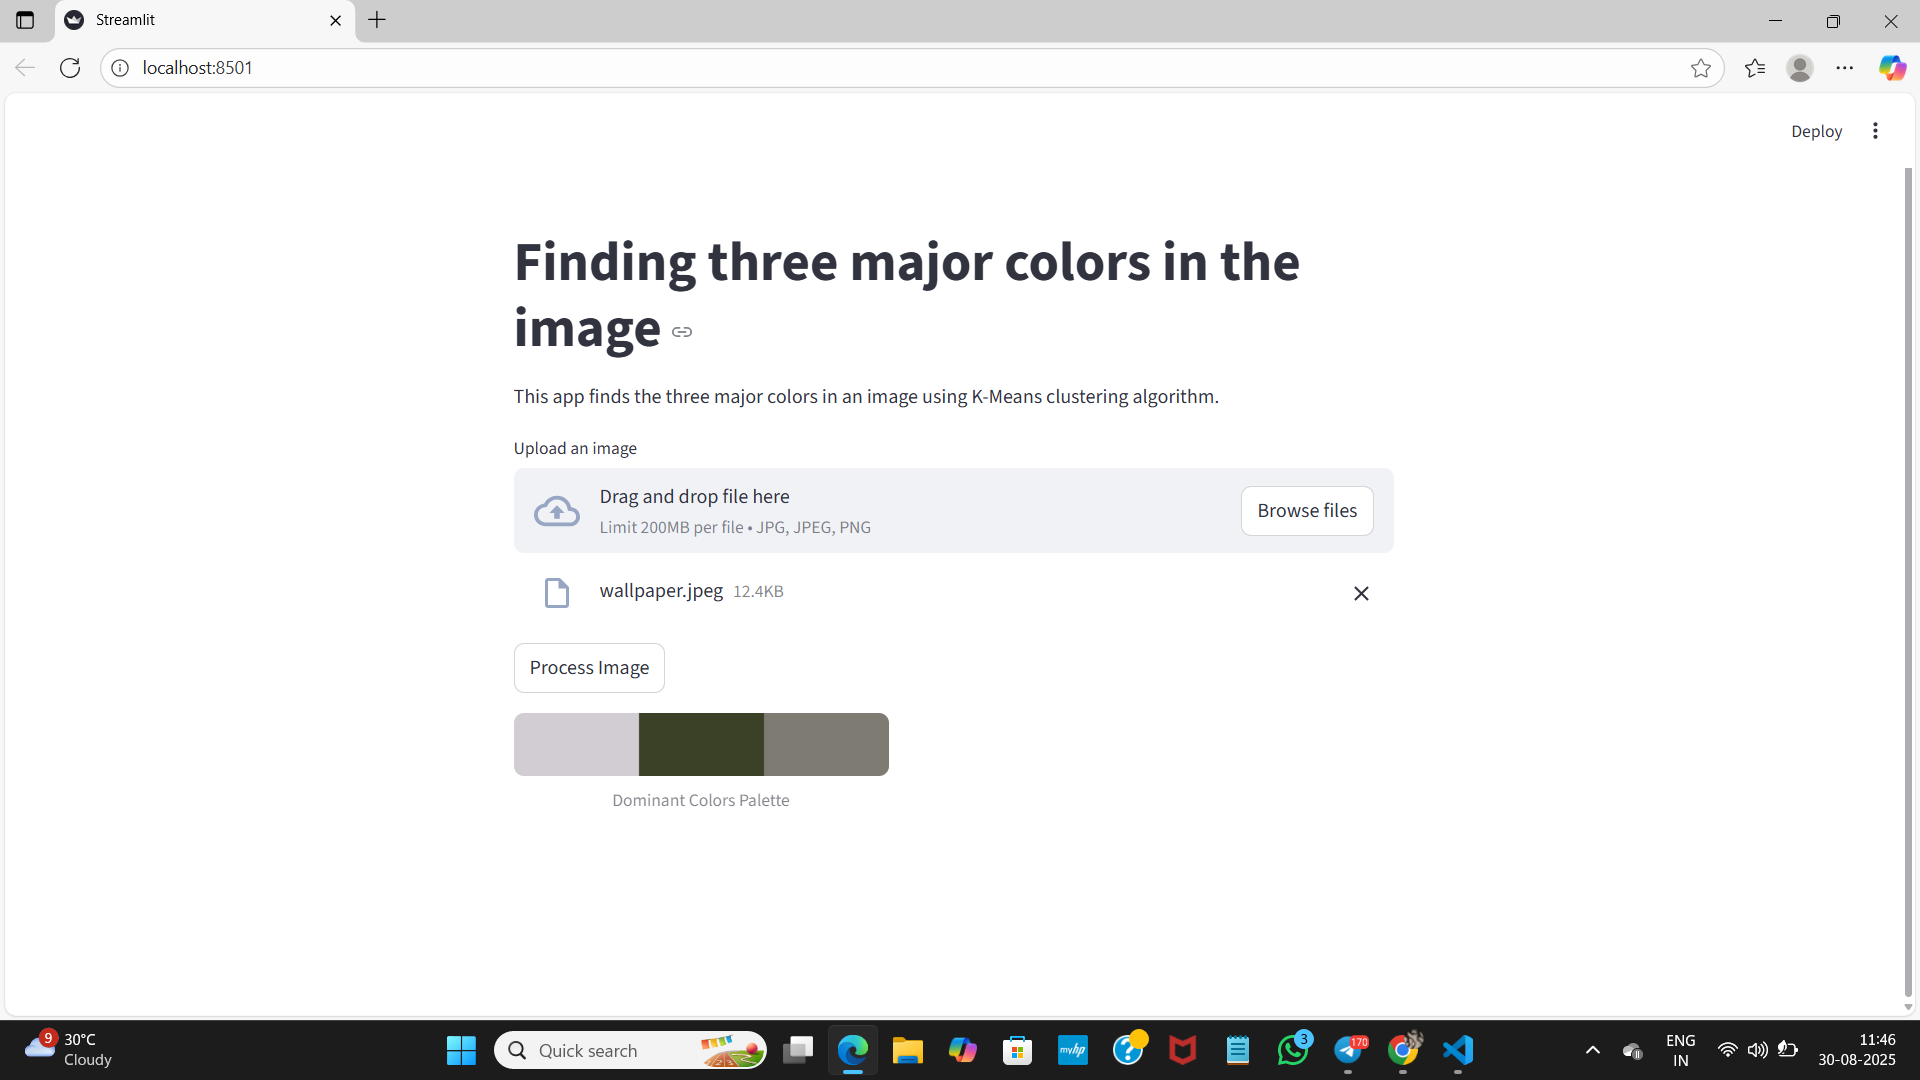 Streamlit
localhost:8501
Deploy
Finding three major colors in the
image
This app finds the three major colors in an image using K-Means clustering algorithm.
Upload an image
Drag and drop file here
Limit 200MB per file • JPG, JPEG, PNG
Browse files
wallpaper.jpeg 12.4KB
Process Image
Dominant Colors Palette
9
30°C
Cloudy
Quick search
myhp
3
170
ENG
IN
11:46
30-08-2025